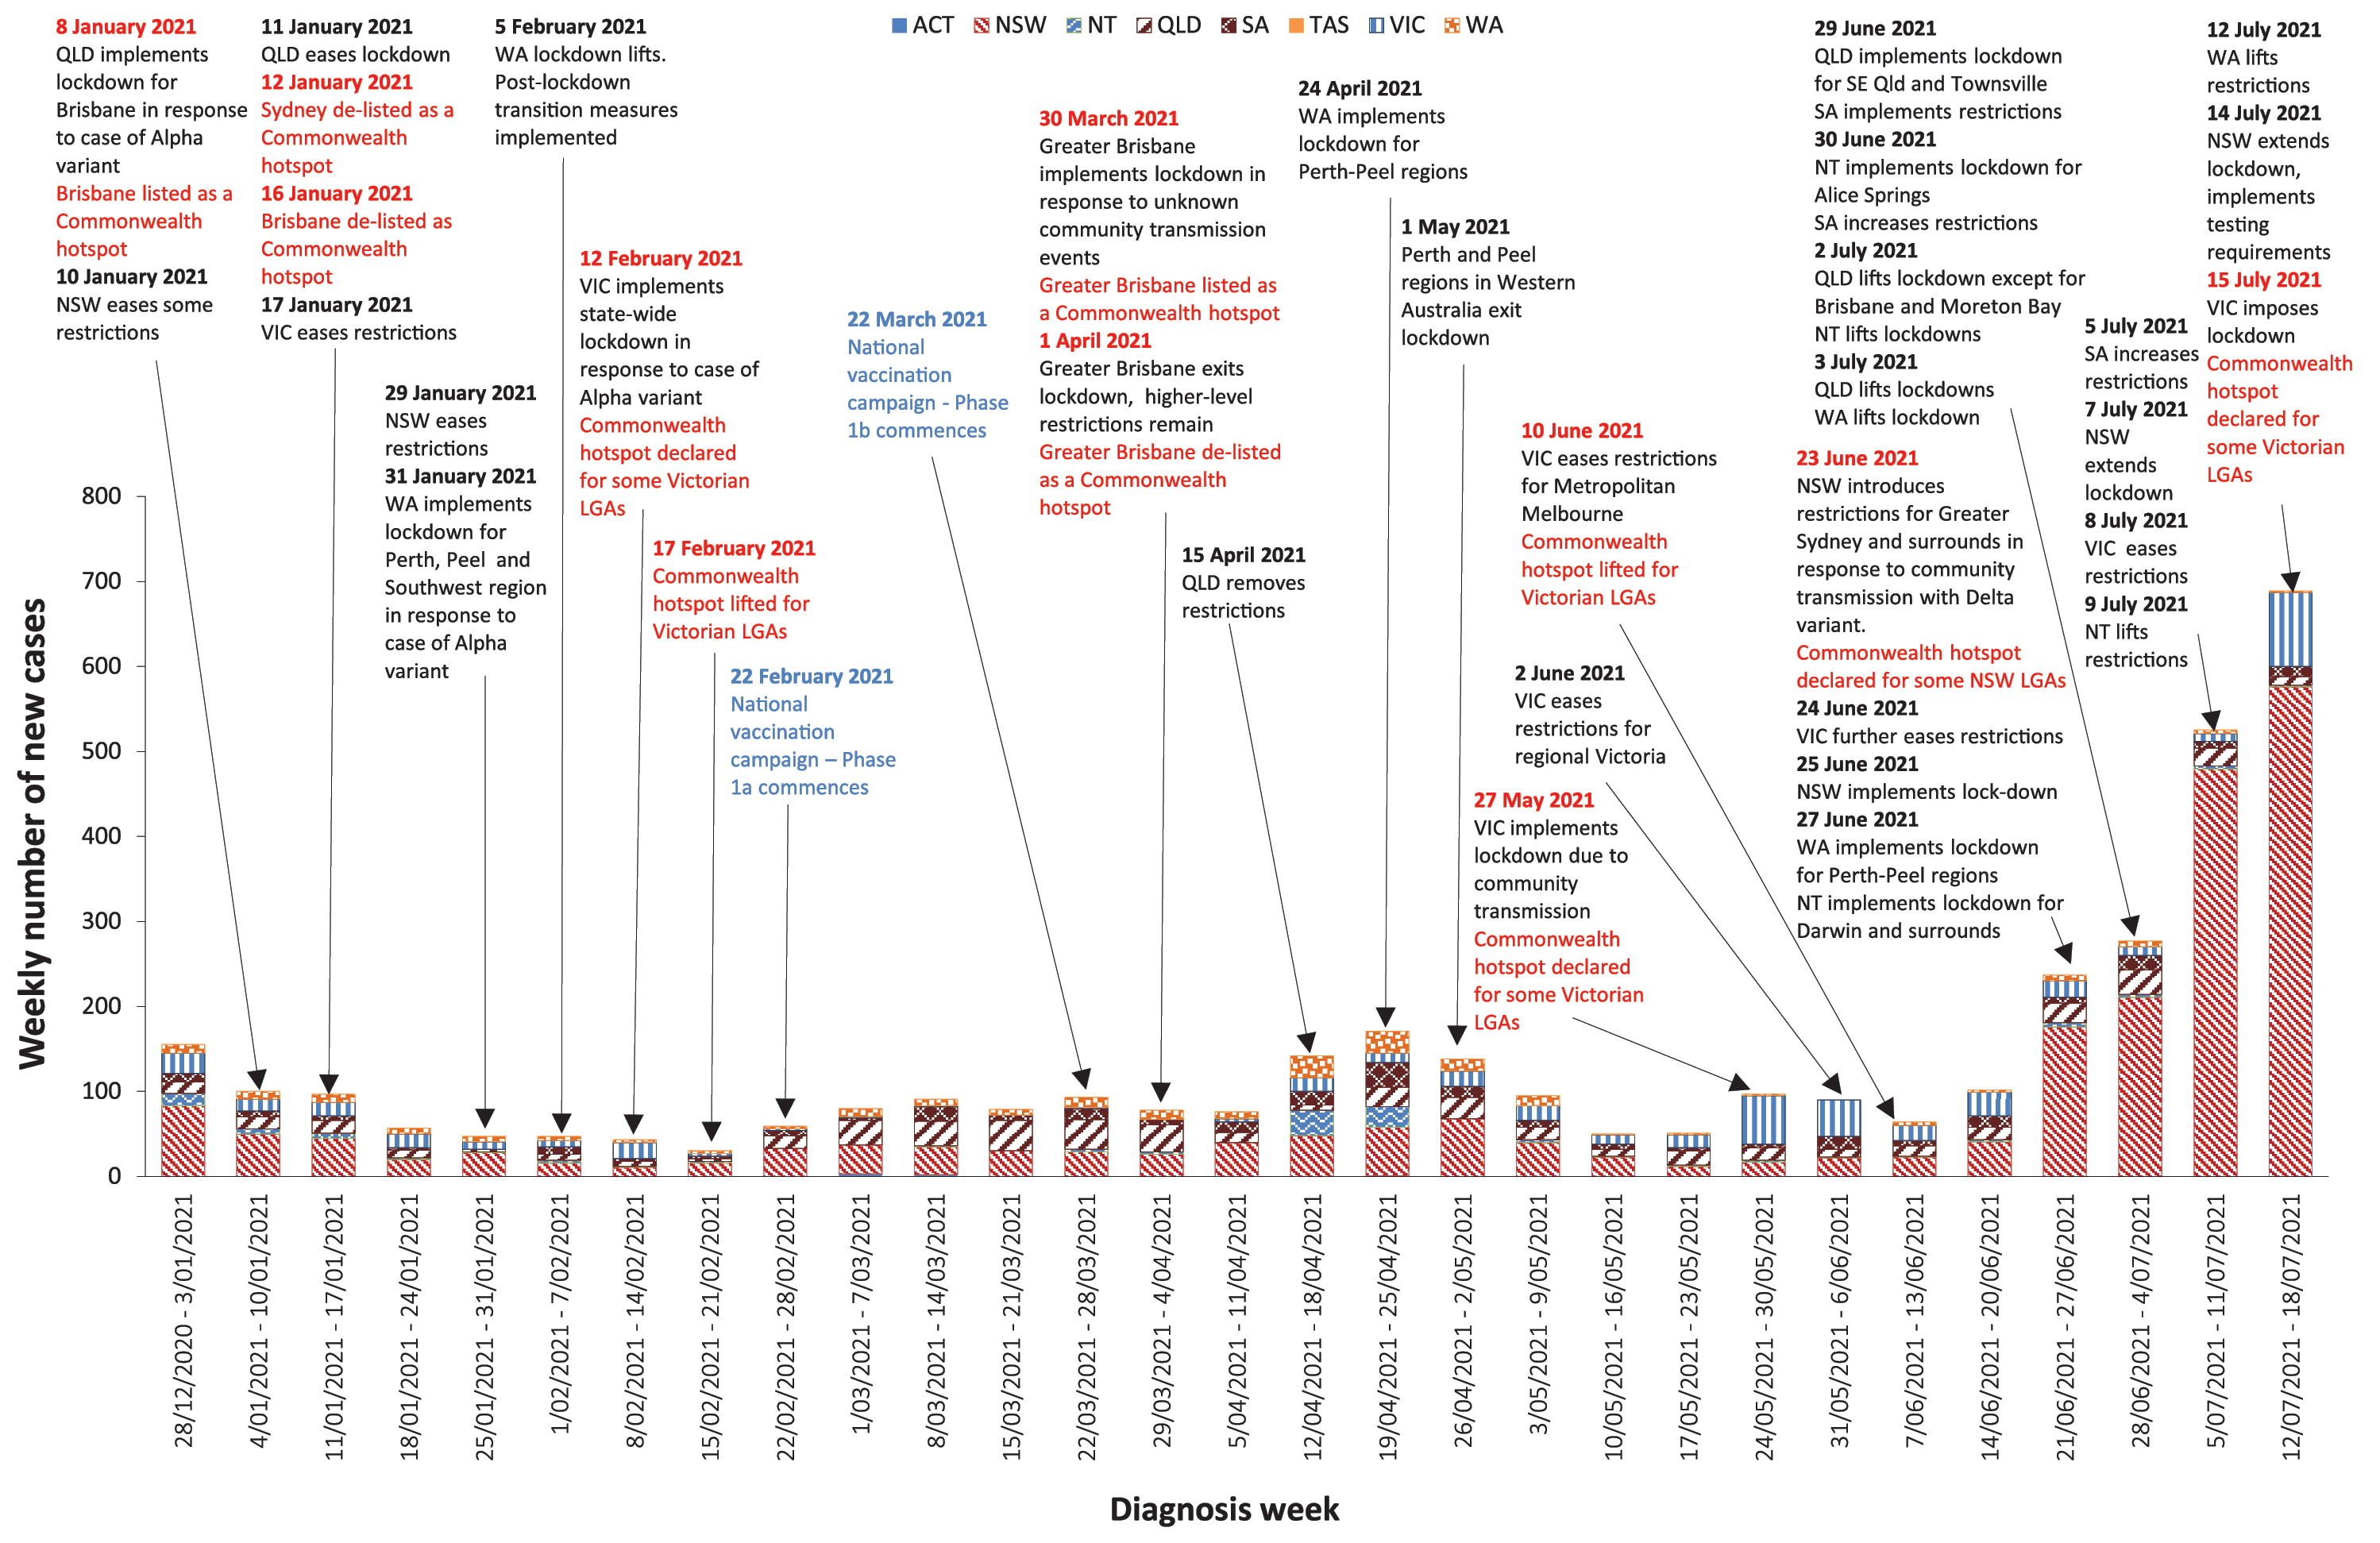 ACT NSW NT QLD SA TAS VIC WA
8 January 2021
QLD implements
lockdown for
Brisbane in response
to case of Alpha
variant
Brisbane listed as a
Commonwealth
hotspot
10 January 2021
NSW eases some
restrictions
11 January 2021
QLD eases lockdown
12 January 2021
Sydney de-listed as a
Commonwealth
hotspot
16 January 2021
Brisbane de-listed as
Commonwealth
hotspot
17 January 2021
VIC eases restrictions
29 January 2021
NSW eases
restrictions
31 January 2021
WA implements
lockdown for
Perth, Peel and
Southwest region
in response to
case of Alpha
variant
5 February 2021
WA lockdown lifts.
Post-lockdown
transition measures
implemented
12 February 2021
VIC implements
state-wide
lockdown in
response to case of
Alpha variant
Commonwealth
hotspot declared
for some Victorian
LGAs
17 February 2021
Commonwealth
hotspot lifted for
Victorian LGAs
22 February 2021
National
vaccination
campaign – Phase
1a commences
22 March 2021
National
vaccination
campaign - Phase
1b commences
30 March 2021
Greater Brisbane
implements lockdown in
response to unknown
community transmission
events
Greater Brisbane listed as
a Commonwealth hotspot
1 April 2021
Greater Brisbane exits
lockdown, higher-level
restrictions remain
Greater Brisbane de-listed
as a Commonwealth
hotspot
15 April 2021
QLD removes
restrictions
24 April 2021
WA implements
lockdown for
Perth-Peel regions
1 May 2021
Perth and Peel
regions in Western
Australia exit
lockdown
27 May 2021
VIC implements
lockdown due to
community
transmission
Commonwealth
hotspot declared
for some Victorian
LGAs
2 June 2021
VIC eases
restrictions for
regional Victoria
10 June 2021
VIC eases restrictions
for Metropolitan
Melbourne
Commonwealth
hotspot lifted for
Victorian LGAs
23 June 2021
NSW introduces
restrictions for Greater
Sydney and surrounds in
response to community
transmission with Delta
variant.
Commonwealth hotspot
declared for some NSW LGAs
24 June 2021
VIC further eases restrictions
25 June 2021
NSW implements lock-down
27 June 2021
WA implements lockdown
for Perth-Peel regions
NT implements lockdown for
Darwin and surrounds
29 June 2021
QLD implements lockdown
for SE Qld and Townsville
SA implements restrictions
30 June 2021
NT implements lockdown for
Alice Springs
SA increases restrictions
2 July 2021
QLD lifts lockdown except for
Brisbane and Moreton Bay
NT lifts lockdowns
3 July 2021
QLD lifts lockdowns
WA lifts lockdown
5 July 2021
SA increases
restrictions
7 July 2021
NSW
extends
lockdown
8 July 2021
VIC eases
restrictions
9 July 2021
NT lifts
restrictions
12 July 2021
WA lifts
restrictions
14 July 2021
NSW extends
lockdown,
implements
testing
requirements
15 July 2021
VIC imposes
lockdown
Commonwealth
hotspot
declared for
some Victorian
LGAs
Weekly number of new cases
800
700
600
500
400
300
200
100
0
28/12/2020 - 3/01/2021
4/01/2021 - 10/01/2021
11/01/2021 - 17/01/2021
18/01/2021 - 24/01/2021
25/01/2021 - 31/01/2021
1/02/2021 - 7/02/2021
8/02/2021 - 14/02/2021
15/02/2021 - 21/02/2021
22/02/2021 - 28/02/2021
1/03/2021 - 7/03/2021
8/03/2021 - 14/03/2021
15/03/2021 - 21/03/2021
22/03/2021 - 28/03/2021
29/03/2021 - 4/04/2021
5/04/2021 - 11/04/2021
12/04/2021 - 18/04/2021
19/04/2021 - 25/04/2021
26/04/2021 - 2/05/2021
3/05/2021 - 9/05/2021
10/05/2021 - 16/05/2021
17/05/2021 - 23/05/2021
24/05/2021 - 30/05/2021
31/05/2021 - 6/06/2021
7/06/2021 - 13/06/2021
14/06/2021 - 20/06/2021
21/06/2021 - 27/06/2021
28/06/2021 - 4/07/2021
5/07/2021 - 11/07/2021
12/07/2021 - 18/07/2021
Diagnosis week